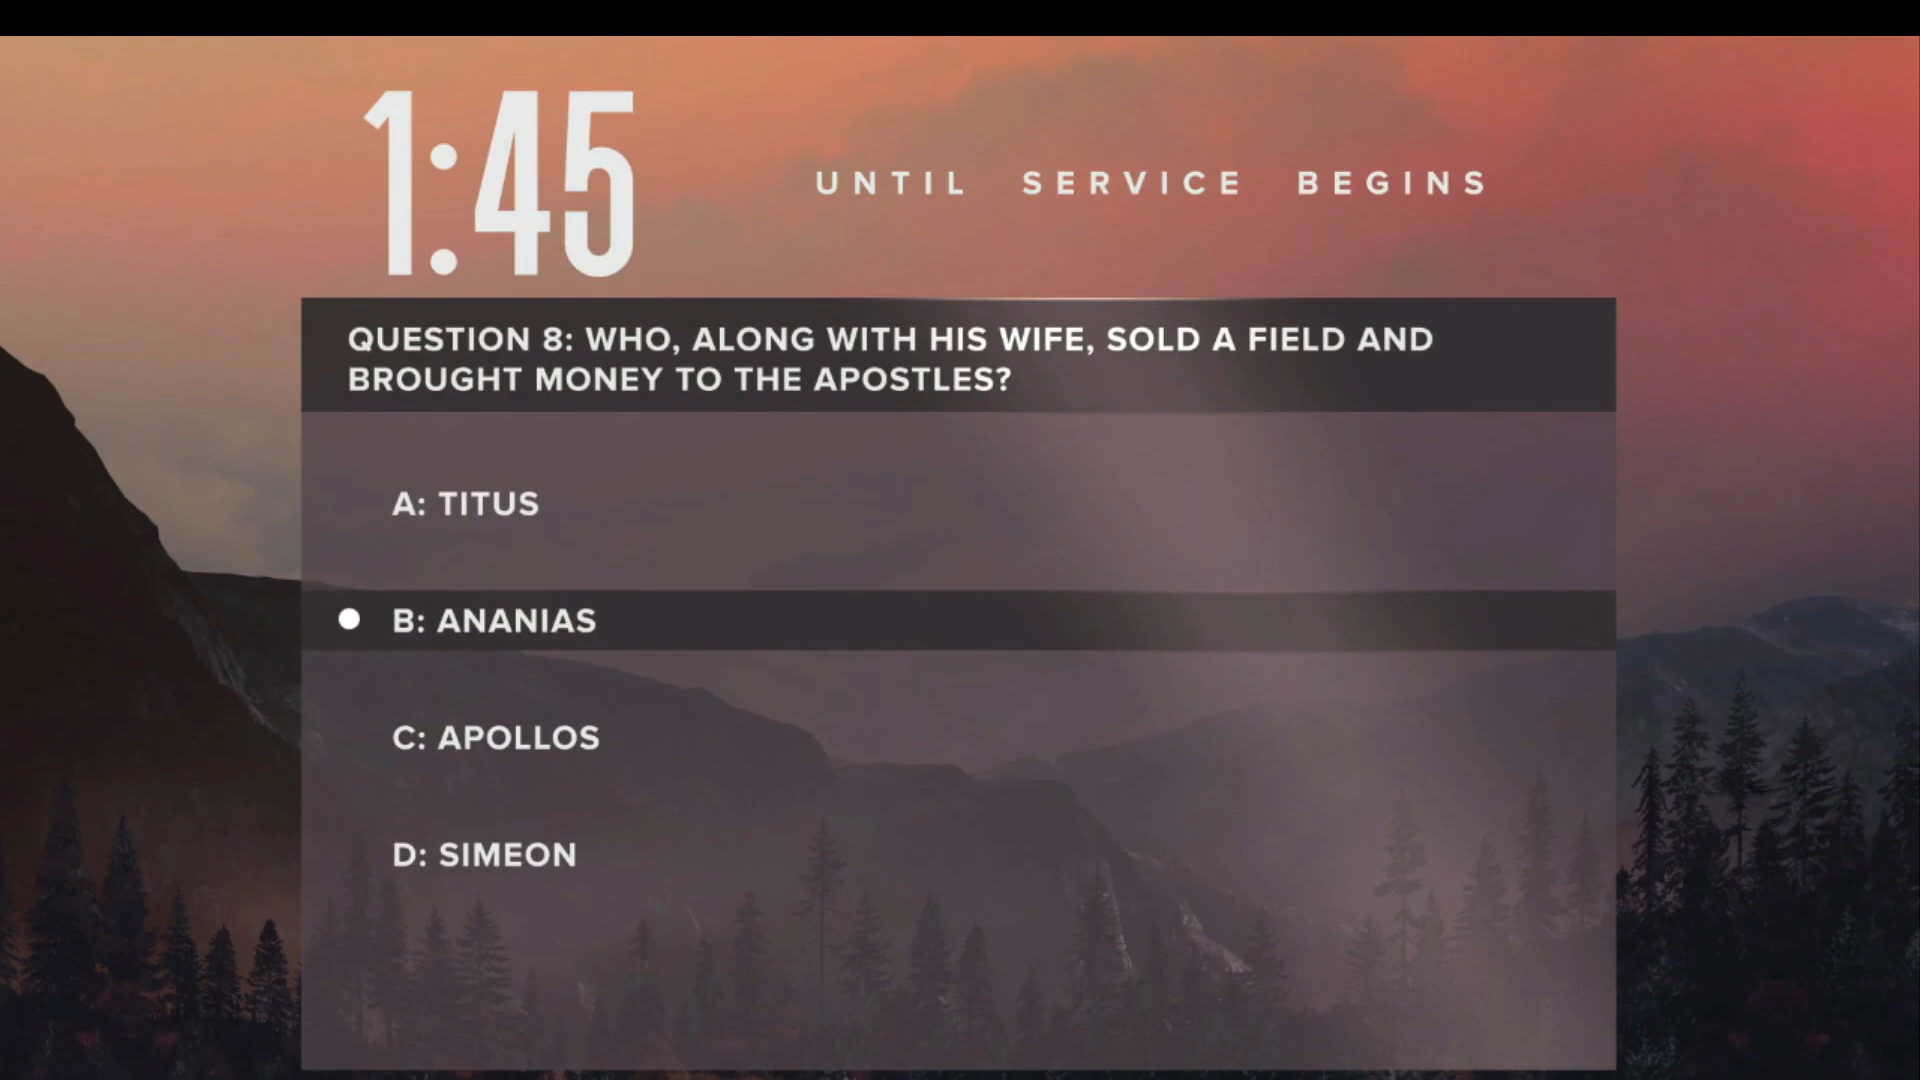 1:45
UNTIL SERVICE BEGINS
QUESTION 8: WHO, ALONG WITH HIS WIFE, SOLD A FIELD AND
BROUGHT MONEY TO THE APOSTLES?
A: TITUS
B: ANANIAS
C: APOLLOS
D: SIMEON